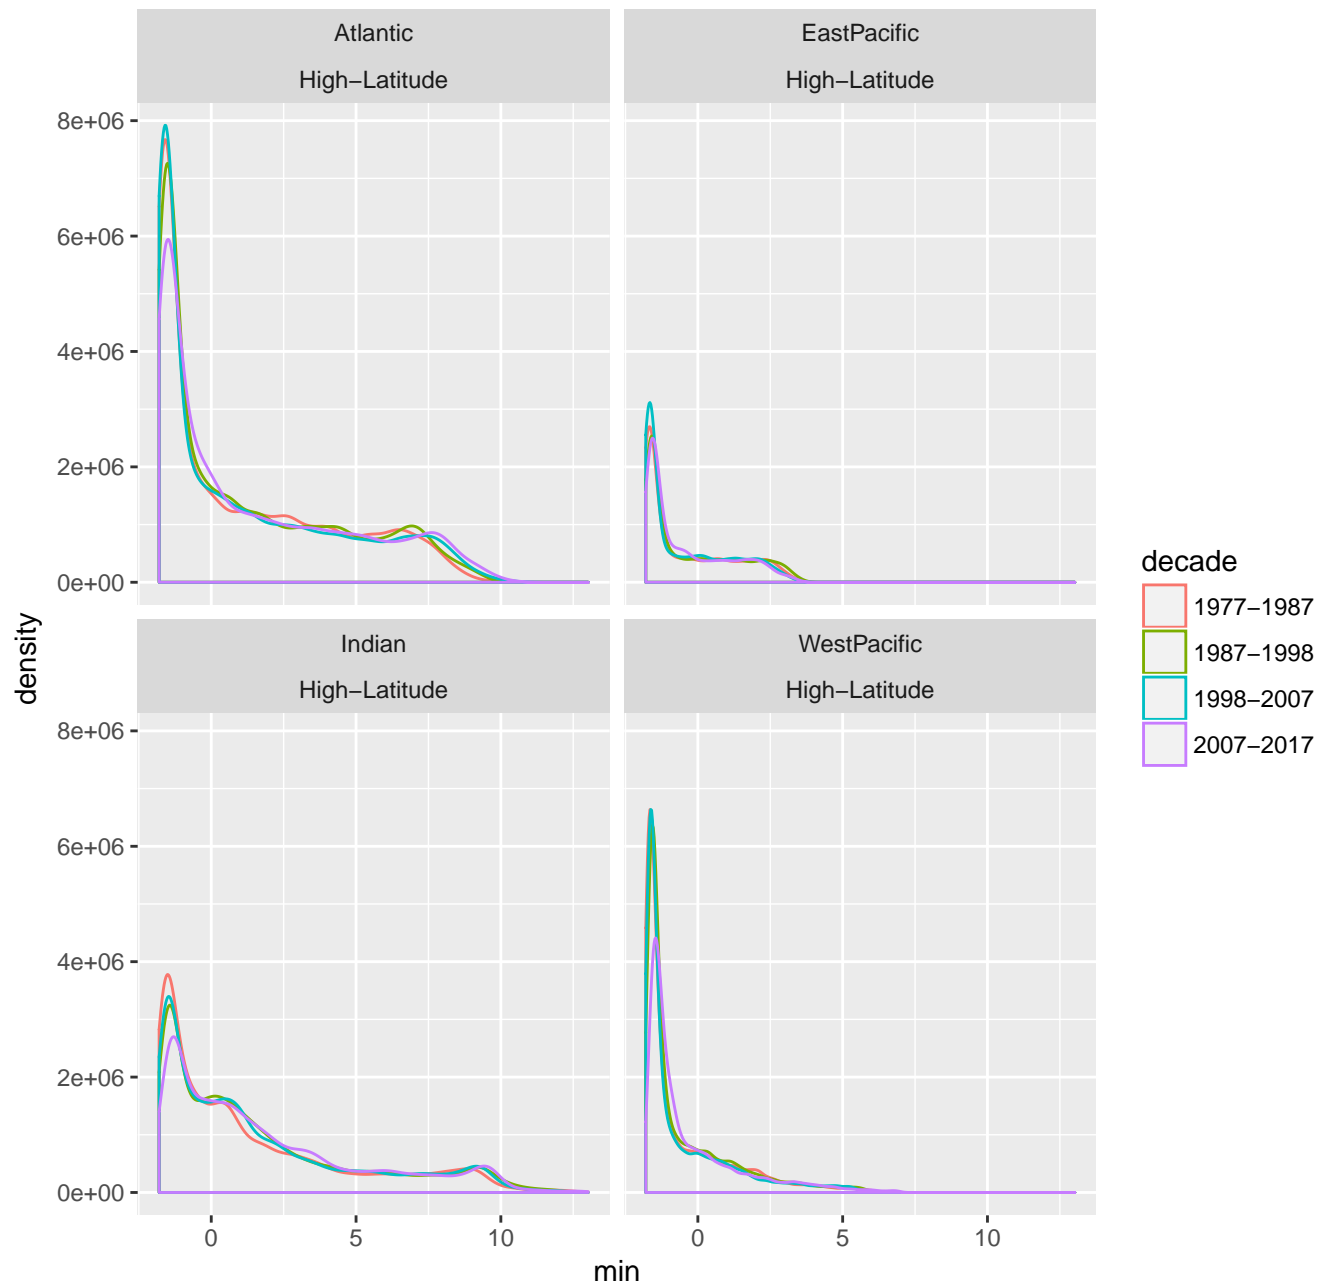 Atlantic
High−Latitude
EastPacific
High−Latitude
8e+06
6e+06
4e+06
2e+06
0e+00
Indian
High−Latitude
WestPacific
High−Latitude
8e+06
6e+06
4e+06
2e+06
0e+00
0 5 10
0 5 10
min
density
decade
1977−1987
1987−1998
1998−2007
2007−2017